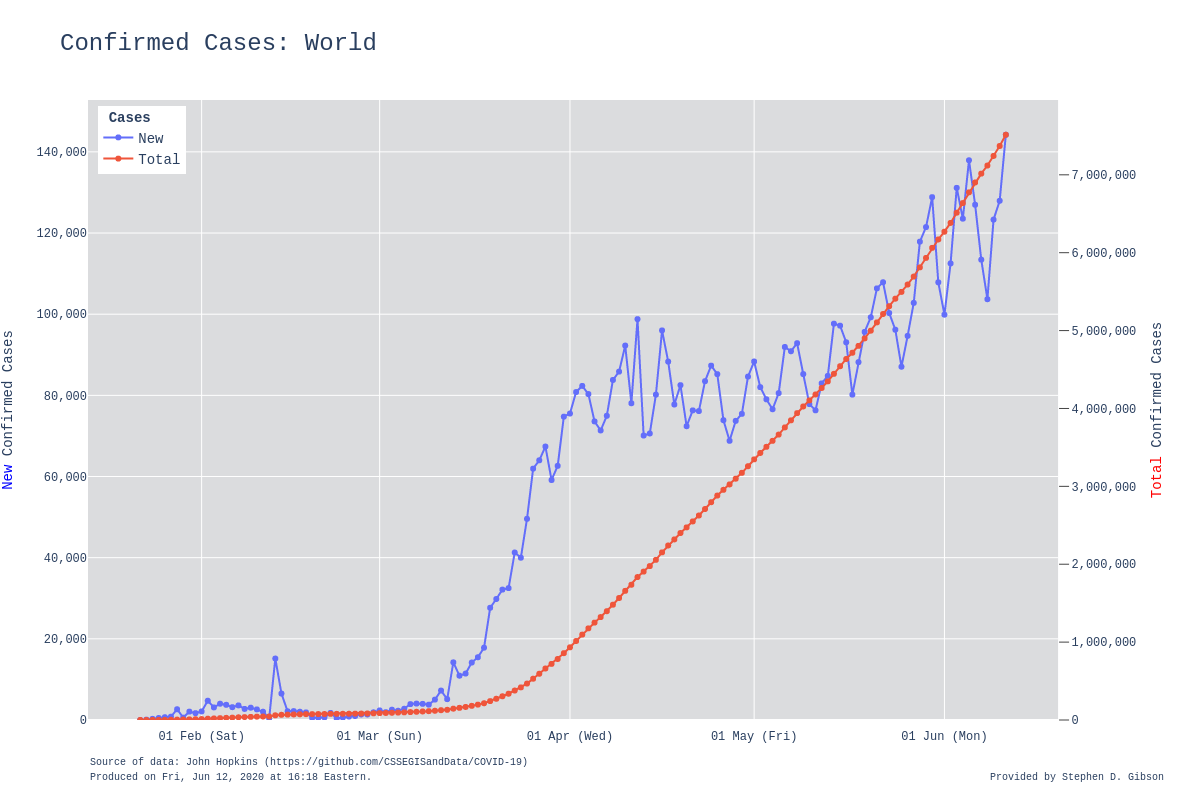 Confirmed Cases: World
Cases
New
Total
140,000
120,000
100,000
80,000
60,000
40,000
20,000
0
New Confirmed Cases
7,000,000
6,000,000
5,000,000
4,000,000
3,000,000
2,000,000
1,000,000
0
Total Confirmed Cases
01 Feb (Sat) 01 Mar (Sun) 01 Apr (Wed) 01 May (Fri) 01 Jun (Mon)
Source of data: John Hopkins (https://github.com/CSSEGISandData/COVID-19)
Produced on Fri, Jun 12, 2020 at 16:18 Eastern.
Provided by Stephen D. Gibson